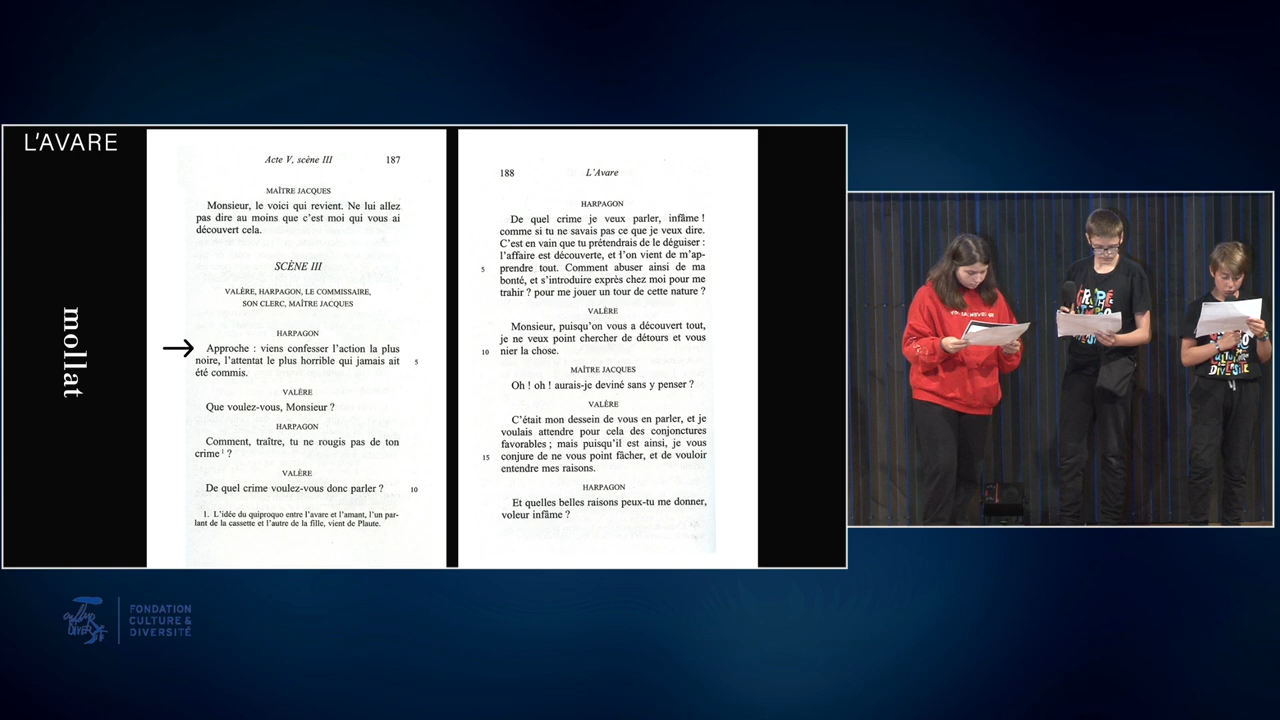 L'AVARE
mollat
Acte V, scène III 187
MAÎTRE JACQUES
Monsieur, le voici qui revient. Ne lui allez
pas dire au moins que c'est moi qui vous ai
découvert cela.
SCÈNE III
VALÈRE, HARPAGON, LE COMMISSAIRE,
SON CLERC, MAÎTRE JACQUES
HARPAGON
Approche : viens confesser l'action la plus
noire, l'attentat le plus horrible qui jamais ait 5
été commis.
VALÈRE
Que voulez-vous, Monsieur ?
HARPAGON
Comment, traître, tu ne rougis pas de ton
crime¹ ?
VALÈRE
De quel crime voulez-vous donc parler ? 10
1. L'idée du quiproquo entre l'avare et l'amant, l'un par-
lant de la cassette et l'autre de la fille, vient de Plaute.
188 L'Avare
HARPAGON
De quel crime je veux parler, infâme !
comme si tu ne savais pas ce que je veux dire.
C'est en vain que tu prétendrais de le déguiser :
l'affaire est découverte, et l'on vient de m'ap-
5 prendre tout. Comment abuser ainsi de ma
bonté, et s'introduire exprès chez moi pour me
trahir ? pour me jouer un tour de cette nature ?
VALÈRE
Monsieur, puisqu'on vous a découvert tout,
je ne veux point chercher de détours et vous
10 nier la chose.
MAÎTRE JACQUES
Oh ! oh ! aurais-je deviné sans y penser ?
VALÈRE
C'était mon dessein de vous en parler, et je
voulais attendre pour cela des conjonctures
favorables ; mais puisqu'il est ainsi, je vous
15 conjure de ne vous point fâcher, et de vouloir
entendre mes raisons.
HARPAGON
Et quelles belles raisons peux-tu me donner,
voleur infâme ?
FONDATION
CULTURE &
DIVERSITÉ